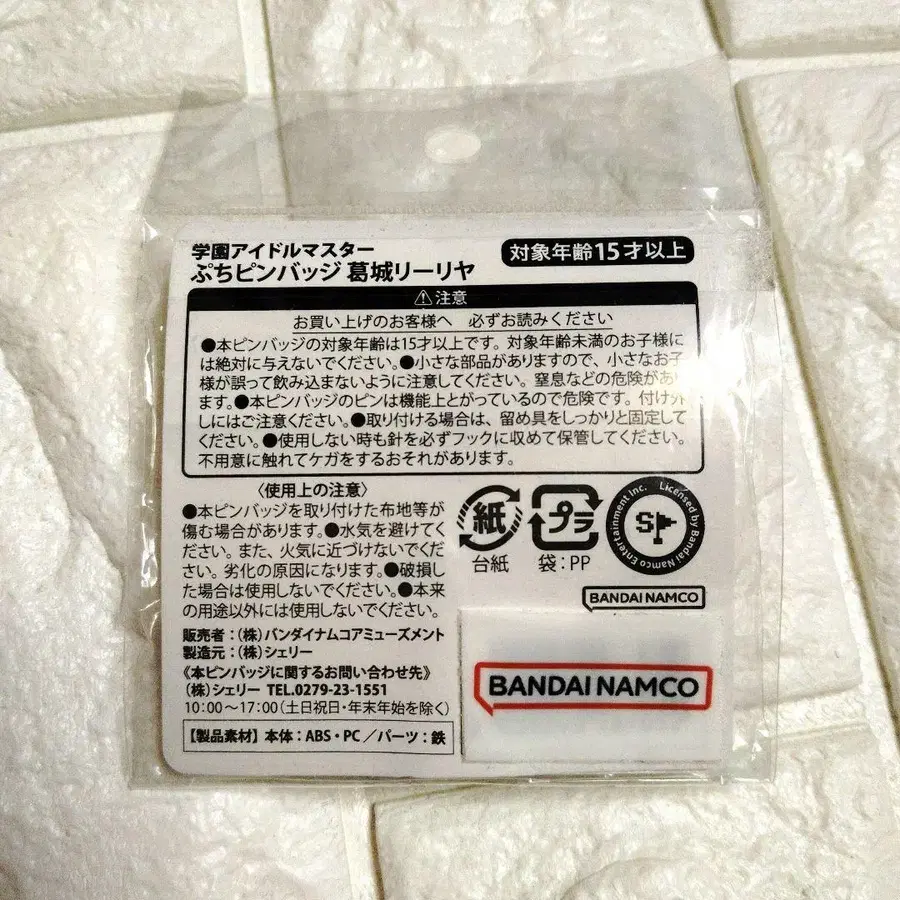 学園アイドルマスター
ぷちピンバッジ 葛城リーリヤ
対象年齢15才以上
⚠注意
お買い上げのお客様へ 必ずお読みください
●本ピンバッジの対象年齢は15才以上です。対象年齢未満のお子様に
は絶対に与えないでください。●小さな部品がありますので、小さなお子
様が誤って飲み込まないように注意してください。窒息などの危険があり
ます。●本ピンバッジのピンは機能上とがっているので危険です。付け外
しにはご注意ください。●取り付ける場合は、留め具をしっかりと固定して
ください。●使用しない時も針を必ずフックに収めて保管してください。
不用意に触れてケガをするおそれがあります。
〈使用上の注意〉
●本ピンバッジを取り付けた布地等が
傷む場合があります。●水気を避けてく
ださい。また、火気に近づけないでくだ
さい。劣化の原因になります。●破損し
た場合は使用しないでください。●本来
の用途以外には使用しないでください。
紙
台紙
プラ
袋:PP
Licensed by Bandai Namco Entertainment Inc.
SP
BANDAI NAMCO
販売者:(株)バンダイナムコアミューズメント
製造元:(株)シェリー
《本ピンバッジに関するお問い合わせ先》
(株)シェリー TEL.0279-23-1551
10:00〜17:00(土日祝日・年末年始を除く)
【製品素材】本体:ABS・PC/パーツ:鉄
BANDAI NAMCO